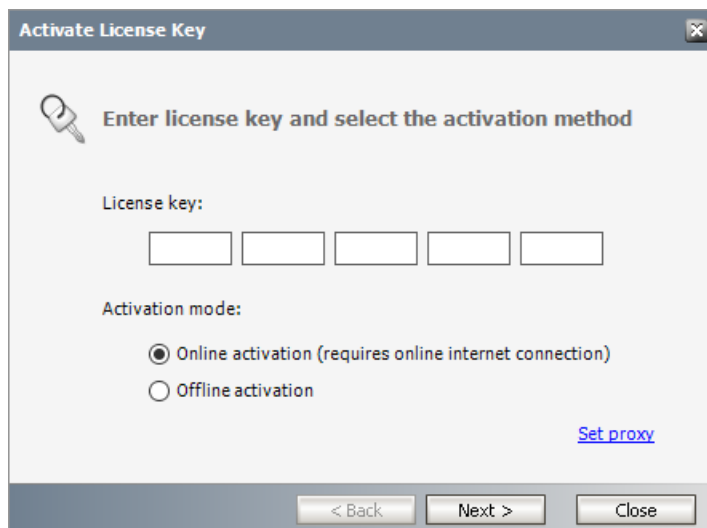 Activate License Key
Enter license key and select the activation method
License key:
Activation mode:
Online activation (requires online internet connection)
Offline activation
Set proxy
< Back Next > Close